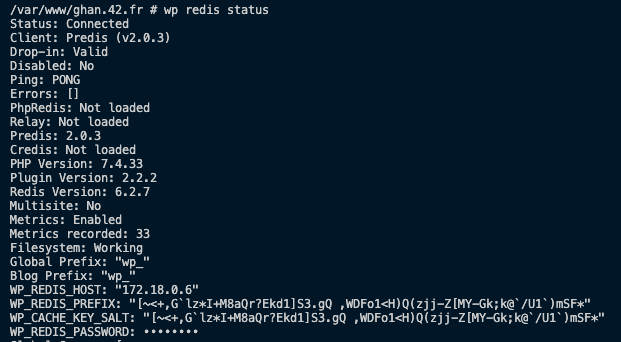 /var/www/ghan.42.fr # wp redis status
Status: Connected
Client: Predis (v2.0.3)
Drop-in: Valid
Disabled: No
Ping: PONG
Errors: []
PhpRedis: Not loaded
Relay: Not loaded
Predis: 2.0.3
Credis: Not loaded
PHP Version: 7.4.33
Plugin Version: 2.2.2
Redis Version: 6.2.7
Multisite: No
Metrics: Enabled
Metrics recorded: 33
Filesystem: Working
Global Prefix: "wp_"
Blog Prefix: "wp_"
WP_REDIS_HOST: "172.18.0.6"
WP_REDIS_PREFIX: "[~<+,G`lz*I+M8aQr?Ekd1]S3.gQ ,WDFo1<H)Q(zjj-Z[MY-Gk;k@`/U1`)mSF*"
WP_CACHE_KEY_SALT: "[~<+,G`lz*I+M8aQr?Ekd1]S3.gQ ,WDFo1<H)Q(zjj-Z[MY-Gk;k@`/U1`)mSF*"
WP_REDIS_PASSWORD: ••••••••